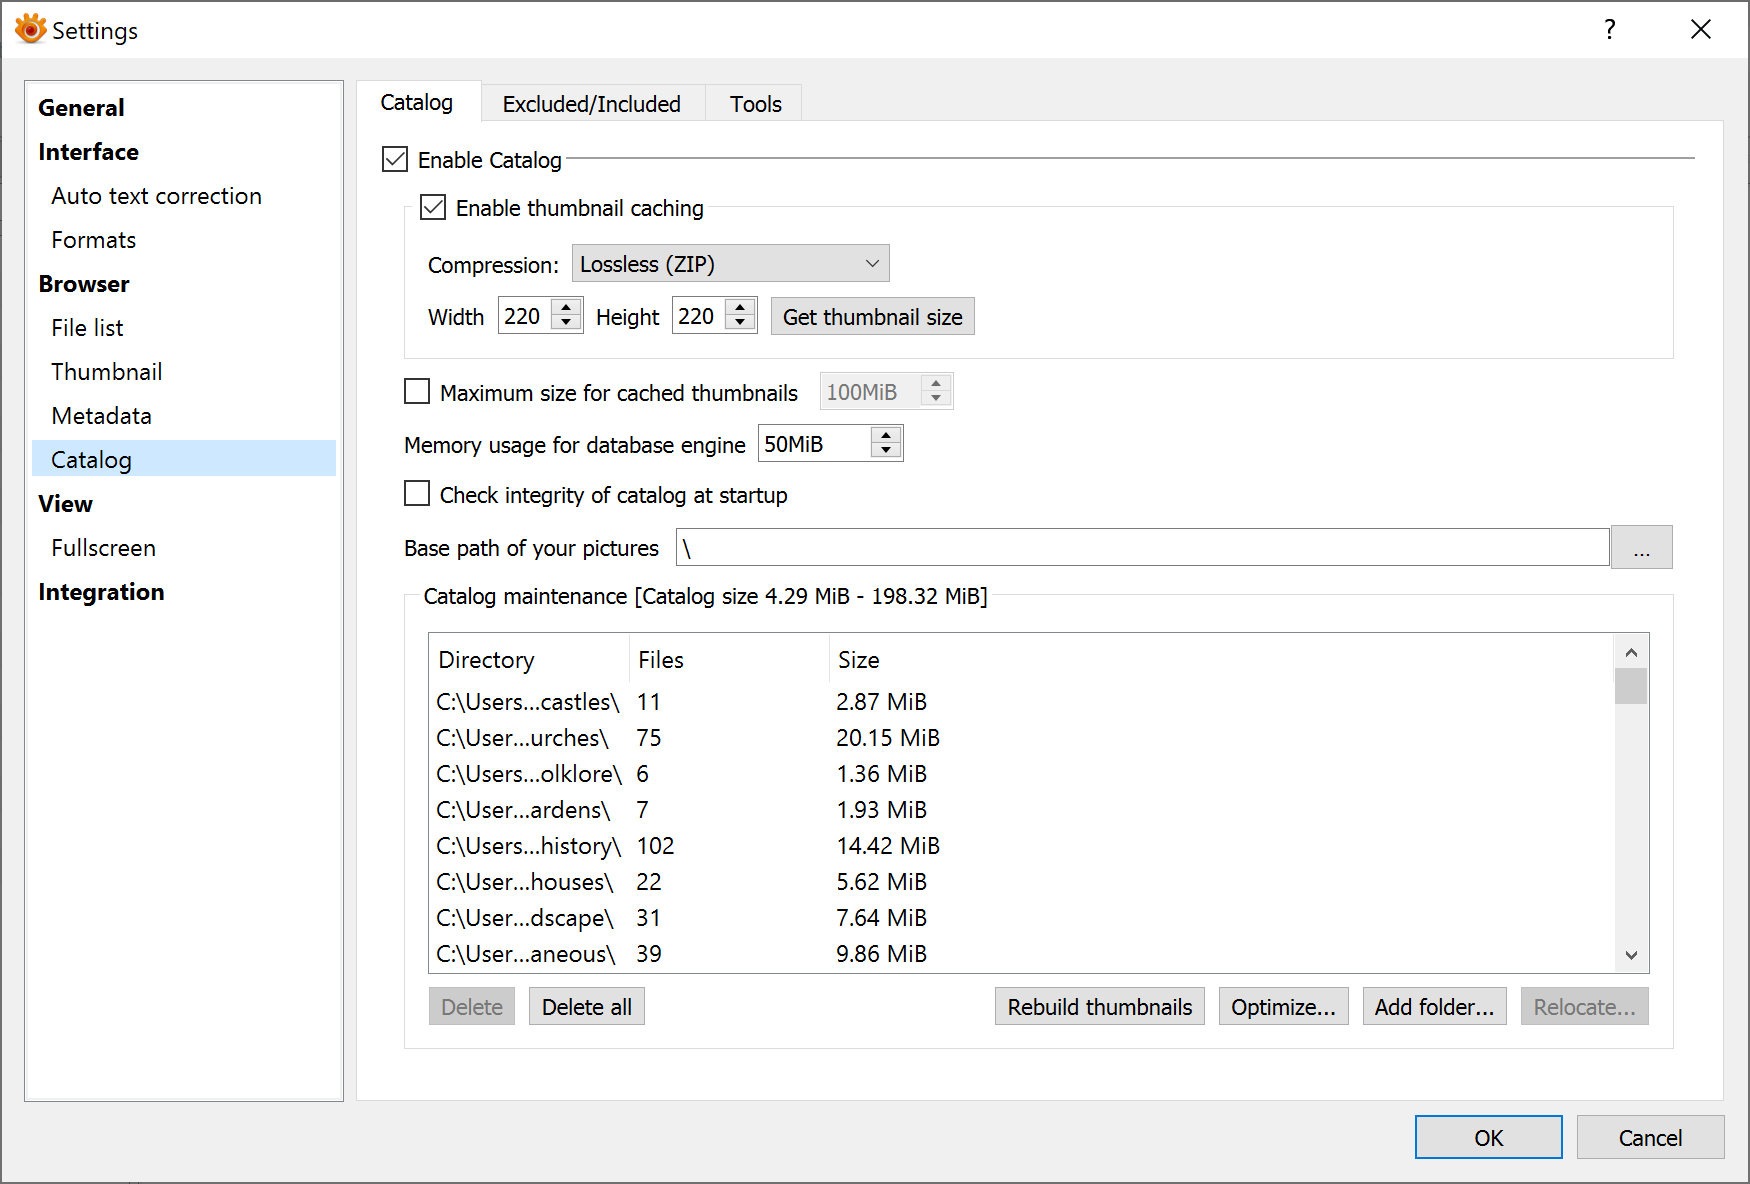 Settings
?
General
Interface
Auto text correction
Formats
Browser
File list
Thumbnail
Metadata
Catalog
View
Fullscreen
Integration
Catalog Excluded/Included Tools
Enable Catalog
Enable thumbnail caching
Compression: Lossless (ZIP)
Width 220 Height 220 Get thumbnail size
Maximum size for cached thumbnails 100MiB
Memory usage for database engine 50MiB
Check integrity of catalog at startup
Base path of your pictures \ ...
Catalog maintenance [Catalog size 4.29 MiB - 198.32 MiB]
Directory Files Size
C:\Users...castles\ 11 2.87 MiB
C:\User...urches\ 75 20.15 MiB
C:\Users...olklore\ 6 1.36 MiB
C:\User...ardens\ 7 1.93 MiB
C:\Users...history\ 102 14.42 MiB
C:\User...houses\ 22 5.62 MiB
C:\User...dscape\ 31 7.64 MiB
C:\User...aneous\ 39 9.86 MiB
Delete Delete all Rebuild thumbnails Optimize... Add folder... Relocate...
OK Cancel